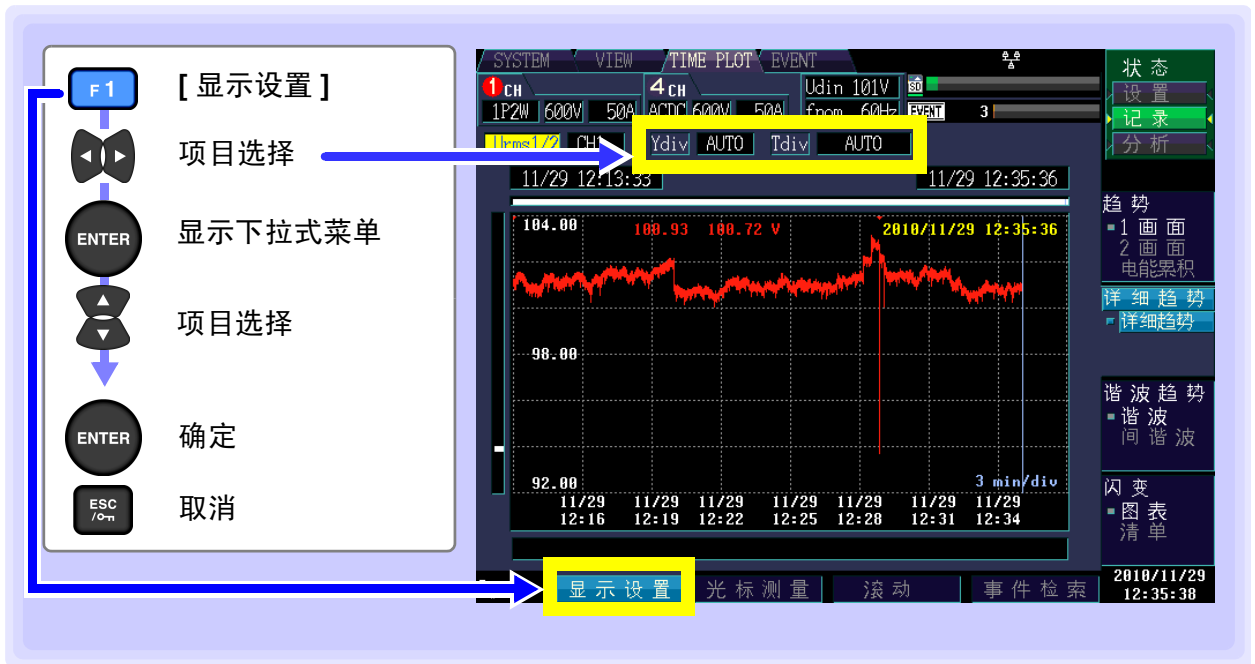 F 1
[ 显示设置 ]
项目选择
ENTER
显示下拉式菜单
项目选择
ENTER
确定
ESC
取消
SYSTEM VIEW TIME PLOT EVENT
1 CH 4 CH Udin 101V SD
1P2W 600V 50A ACDC 600V 50A fnom 60Hz EVENT 3
Urms1/2 CH1 Ydiv AUTO Tdiv AUTO
11/29 12:13:33 11/29 12:35:36
104.00 100.93 100.72 V 2010/11/29 12:35:36
98.00
92.00 3 min/div
11/29 11/29 11/29 11/29 11/29 11/29 11/29
12:16 12:19 12:22 12:25 12:28 12:31 12:34
显示设置 光标测量 滚动 事件检索
状态
设置
记录
分析
趋势
1画面
2画面
电能累积
详细趋势
详细趋势
谐波趋势
谐波
间谐波
闪变
图表
清单
2010/11/29
12:35:38